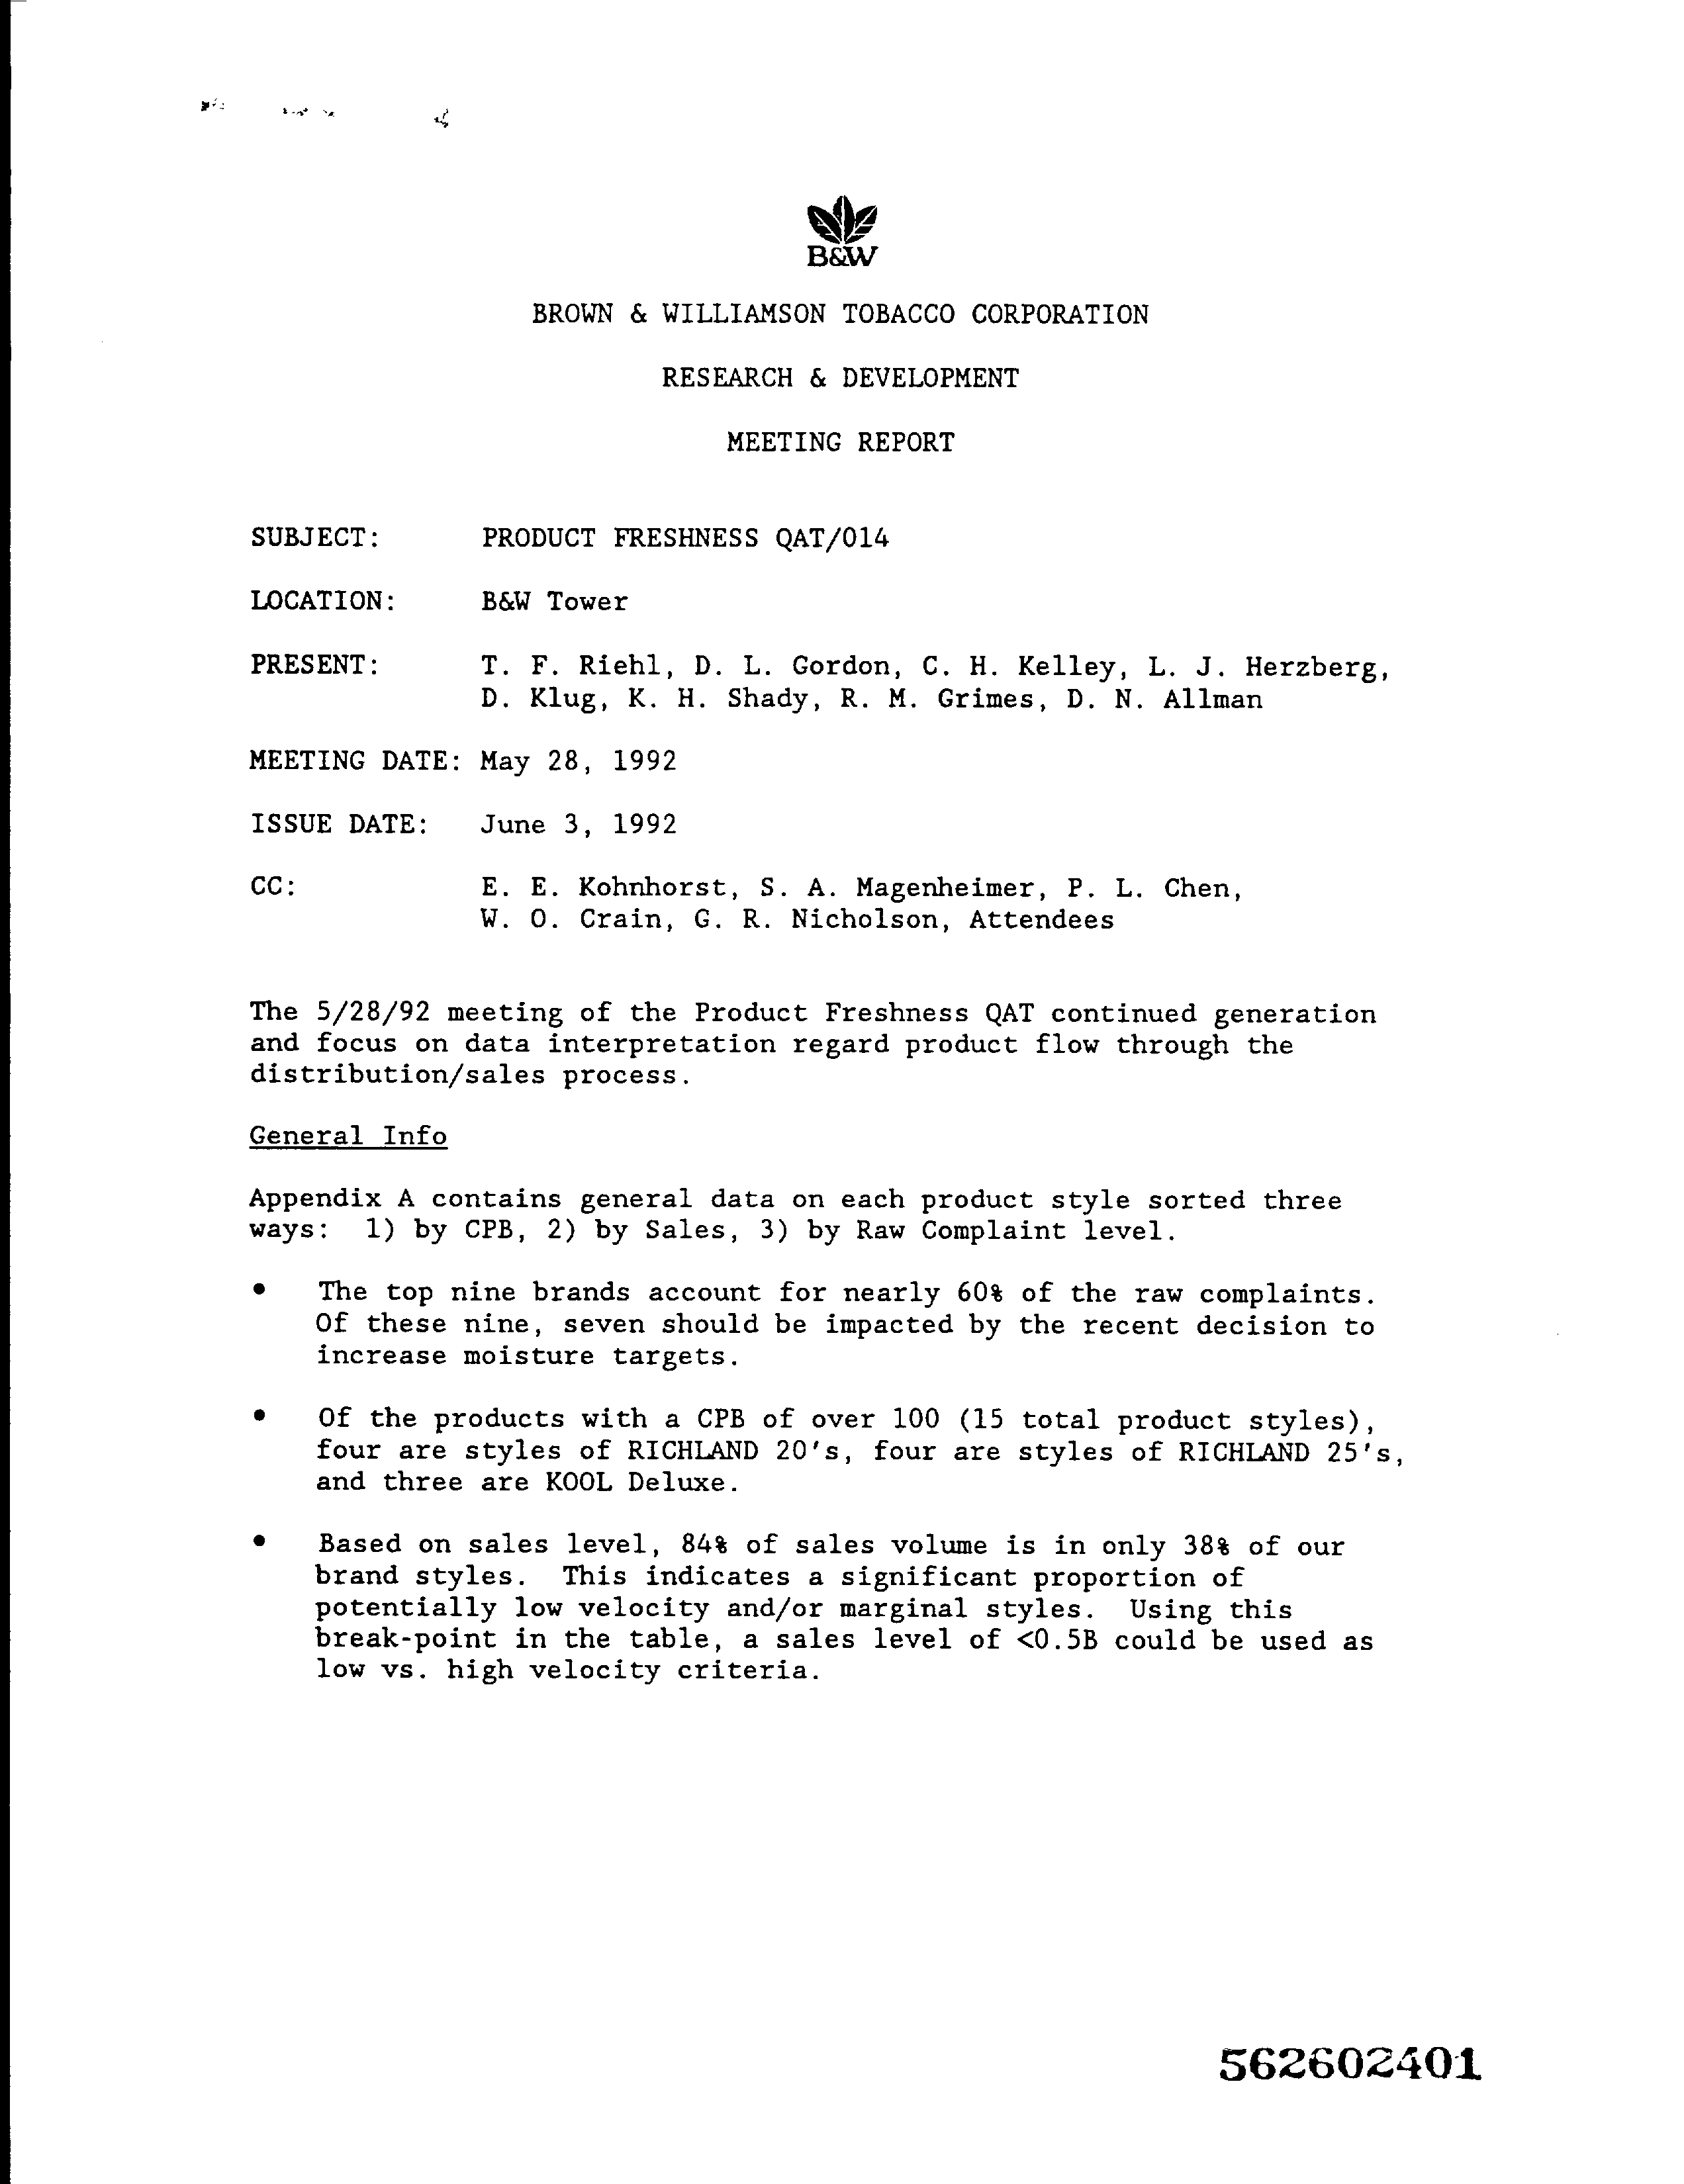 B&W
BROWN & WILLIAMSON TOBACCO CORPORATION
RESEARCH & DEVELOPMENT
MEETING REPORT
SUBJECT: PRODUCT FRESHNESS QAT/014
LOCATION: B&W Tower
PRESENT: T. F. Riehl, D. L. Gordon, C. H. Kelley, L. J. Herzberg,
D. Klug, K. H. Shady, R. M. Grimes, D. N. Allman
MEETING DATE: May 28, 1992
ISSUE DATE: June 3, 1992
CC: E. E. Kohnhorst, S. A. Magenheimer, P. L. Chen,
W. O. Crain, G. R. Nicholson, Attendees
The 5/28/92 meeting of the Product Freshness QAT continued generation
and focus on data interpretation regard product flow through the
distribution/sales process.
General Info
Appendix A contains general data on each product style sorted three
ways: 1) by CPB, 2) by Sales, 3) by Raw Complaint level.
• The top nine brands account for nearly 60% of the raw complaints.
Of these nine, seven should be impacted by the recent decision to
increase moisture targets.
• Of the products with a CPB of over 100 (15 total product styles),
four are styles of RICHLAND 20's, four are styles of RICHLAND 25's,
and three are KOOL Deluxe.
• Based on sales level, 84% of sales volume is in only 38% of our
brand styles. This indicates a significant proportion of
potentially low velocity and/or marginal styles. Using this
break-point in the table, a sales level of <0.5B could be used as
low vs. high velocity criteria.
562602401